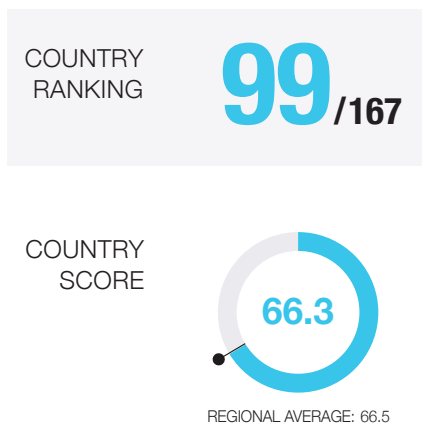 COUNTRY
RANKING
99/167
COUNTRY
SCORE
66.3
REGIONAL AVERAGE: 66.5